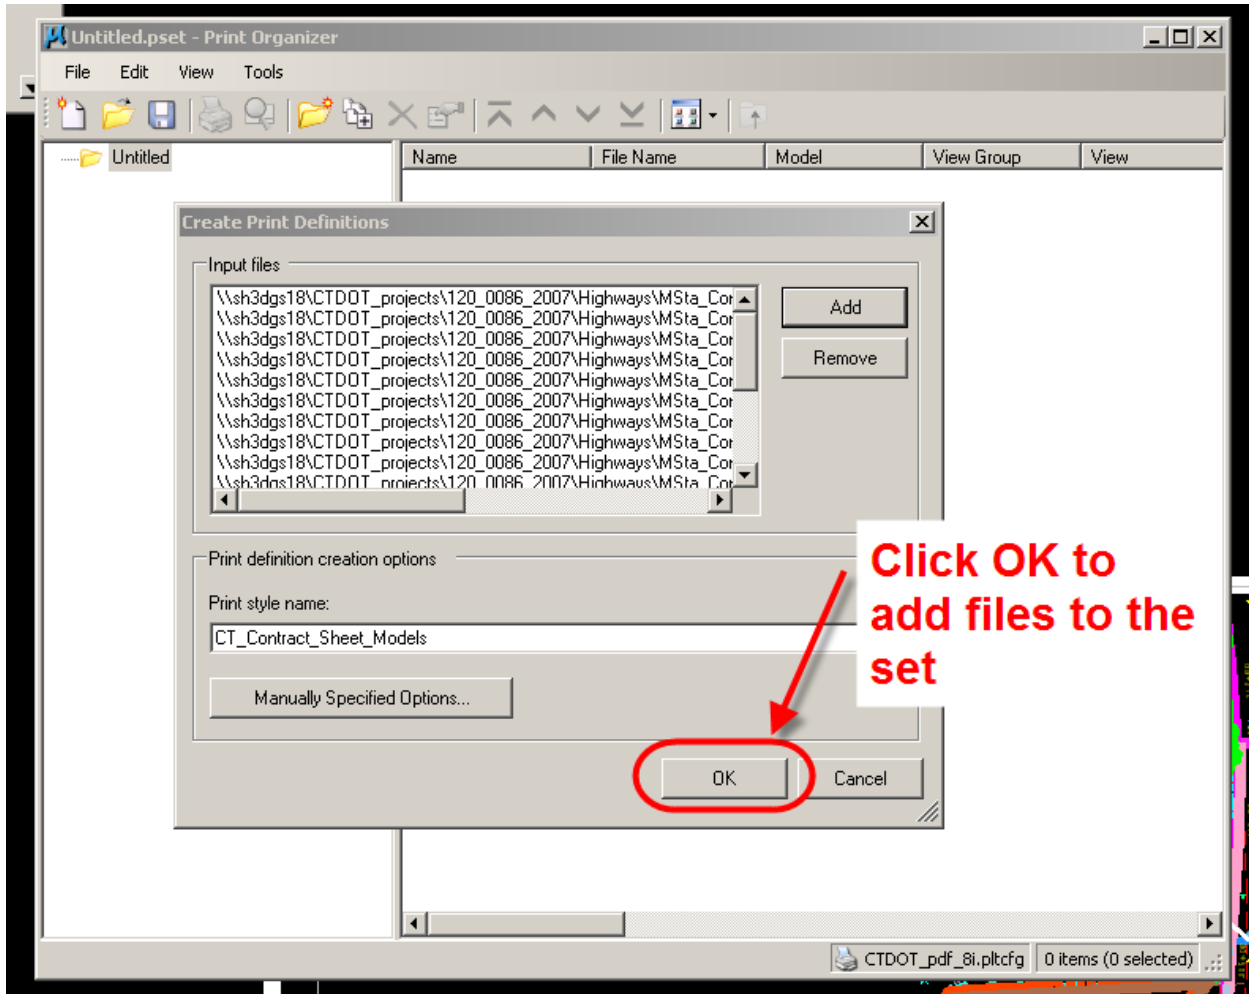 Untitled.pset - Print Organizer
File Edit View Tools
Untitled
Name File Name Model View Group View
Create Print Definitions
Input files
\\sh3dgs18\CTDOT_projects\120_0086_2007\Highways\MSta_Cor
\\sh3dgs18\CTDOT_projects\120_0086_2007\Highways\MSta_Cor
\\sh3dgs18\CTDOT_projects\120_0086_2007\Highways\MSta_Cor
\\sh3dgs18\CTDOT_projects\120_0086_2007\Highways\MSta_Cor
\\sh3dgs18\CTDOT_projects\120_0086_2007\Highways\MSta_Cor
\\sh3dgs18\CTDOT_projects\120_0086_2007\Highways\MSta_Cor
\\sh3dgs18\CTDOT_projects\120_0086_2007\Highways\MSta_Cor
\\sh3dgs18\CTDOT_projects\120_0086_2007\Highways\MSta_Cor
\\sh3dgs18\CTDOT_projects\120_0086_2007\Highways\MSta_Cor
\\sh3dgs18\CTDOT_projects\120_0086_2007\Highways\MSta_Cor
Add
Remove
Print definition creation options
Print style name:
CT_Contract_Sheet_Models
Manually Specified Options...
Click OK to
add files to the
set
OK Cancel
CTDOT_pdf_8i.pltcfg 0 items (0 selected)